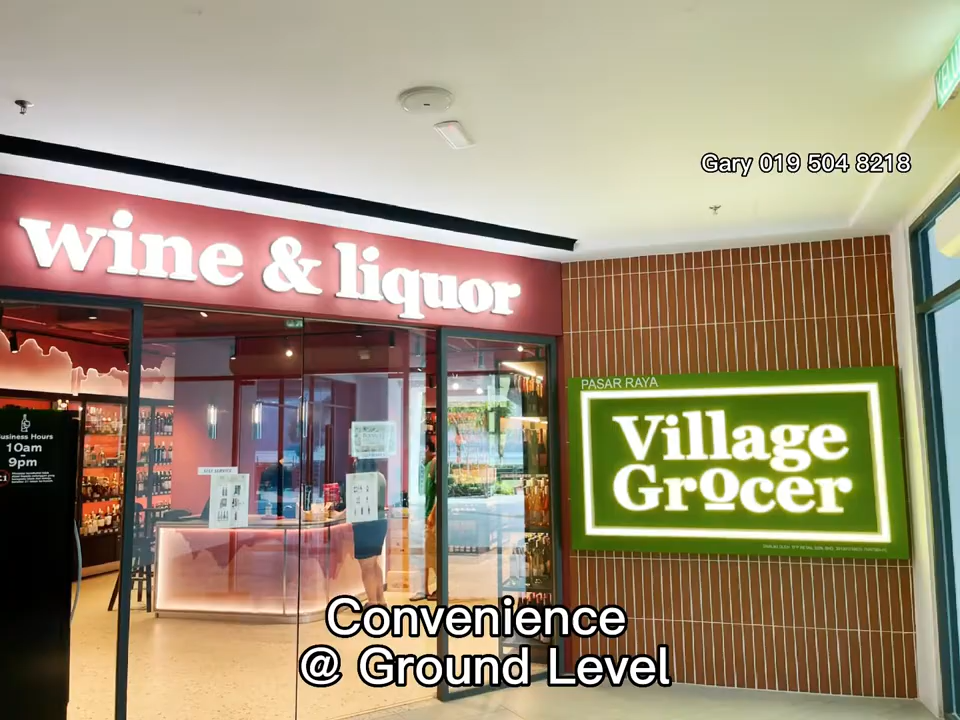 Gary 019 504 8218
wine & liquor
PASAR RAYA
Village
Grocer
Business Hours
10am
-
9pm
Convenience
@ Ground Level